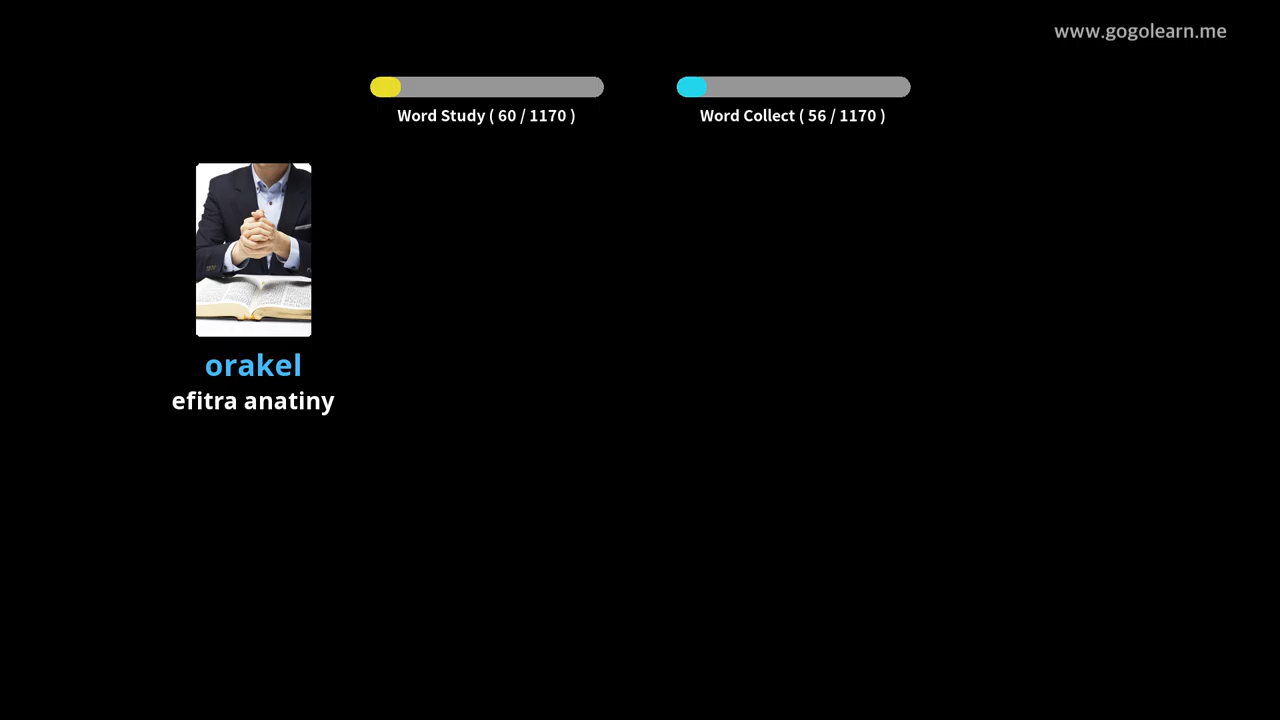 www.gogolearn.me
Word Study ( 60 / 1170 )
Word Collect ( 56 / 1170 )
orakel
efitra anatiny